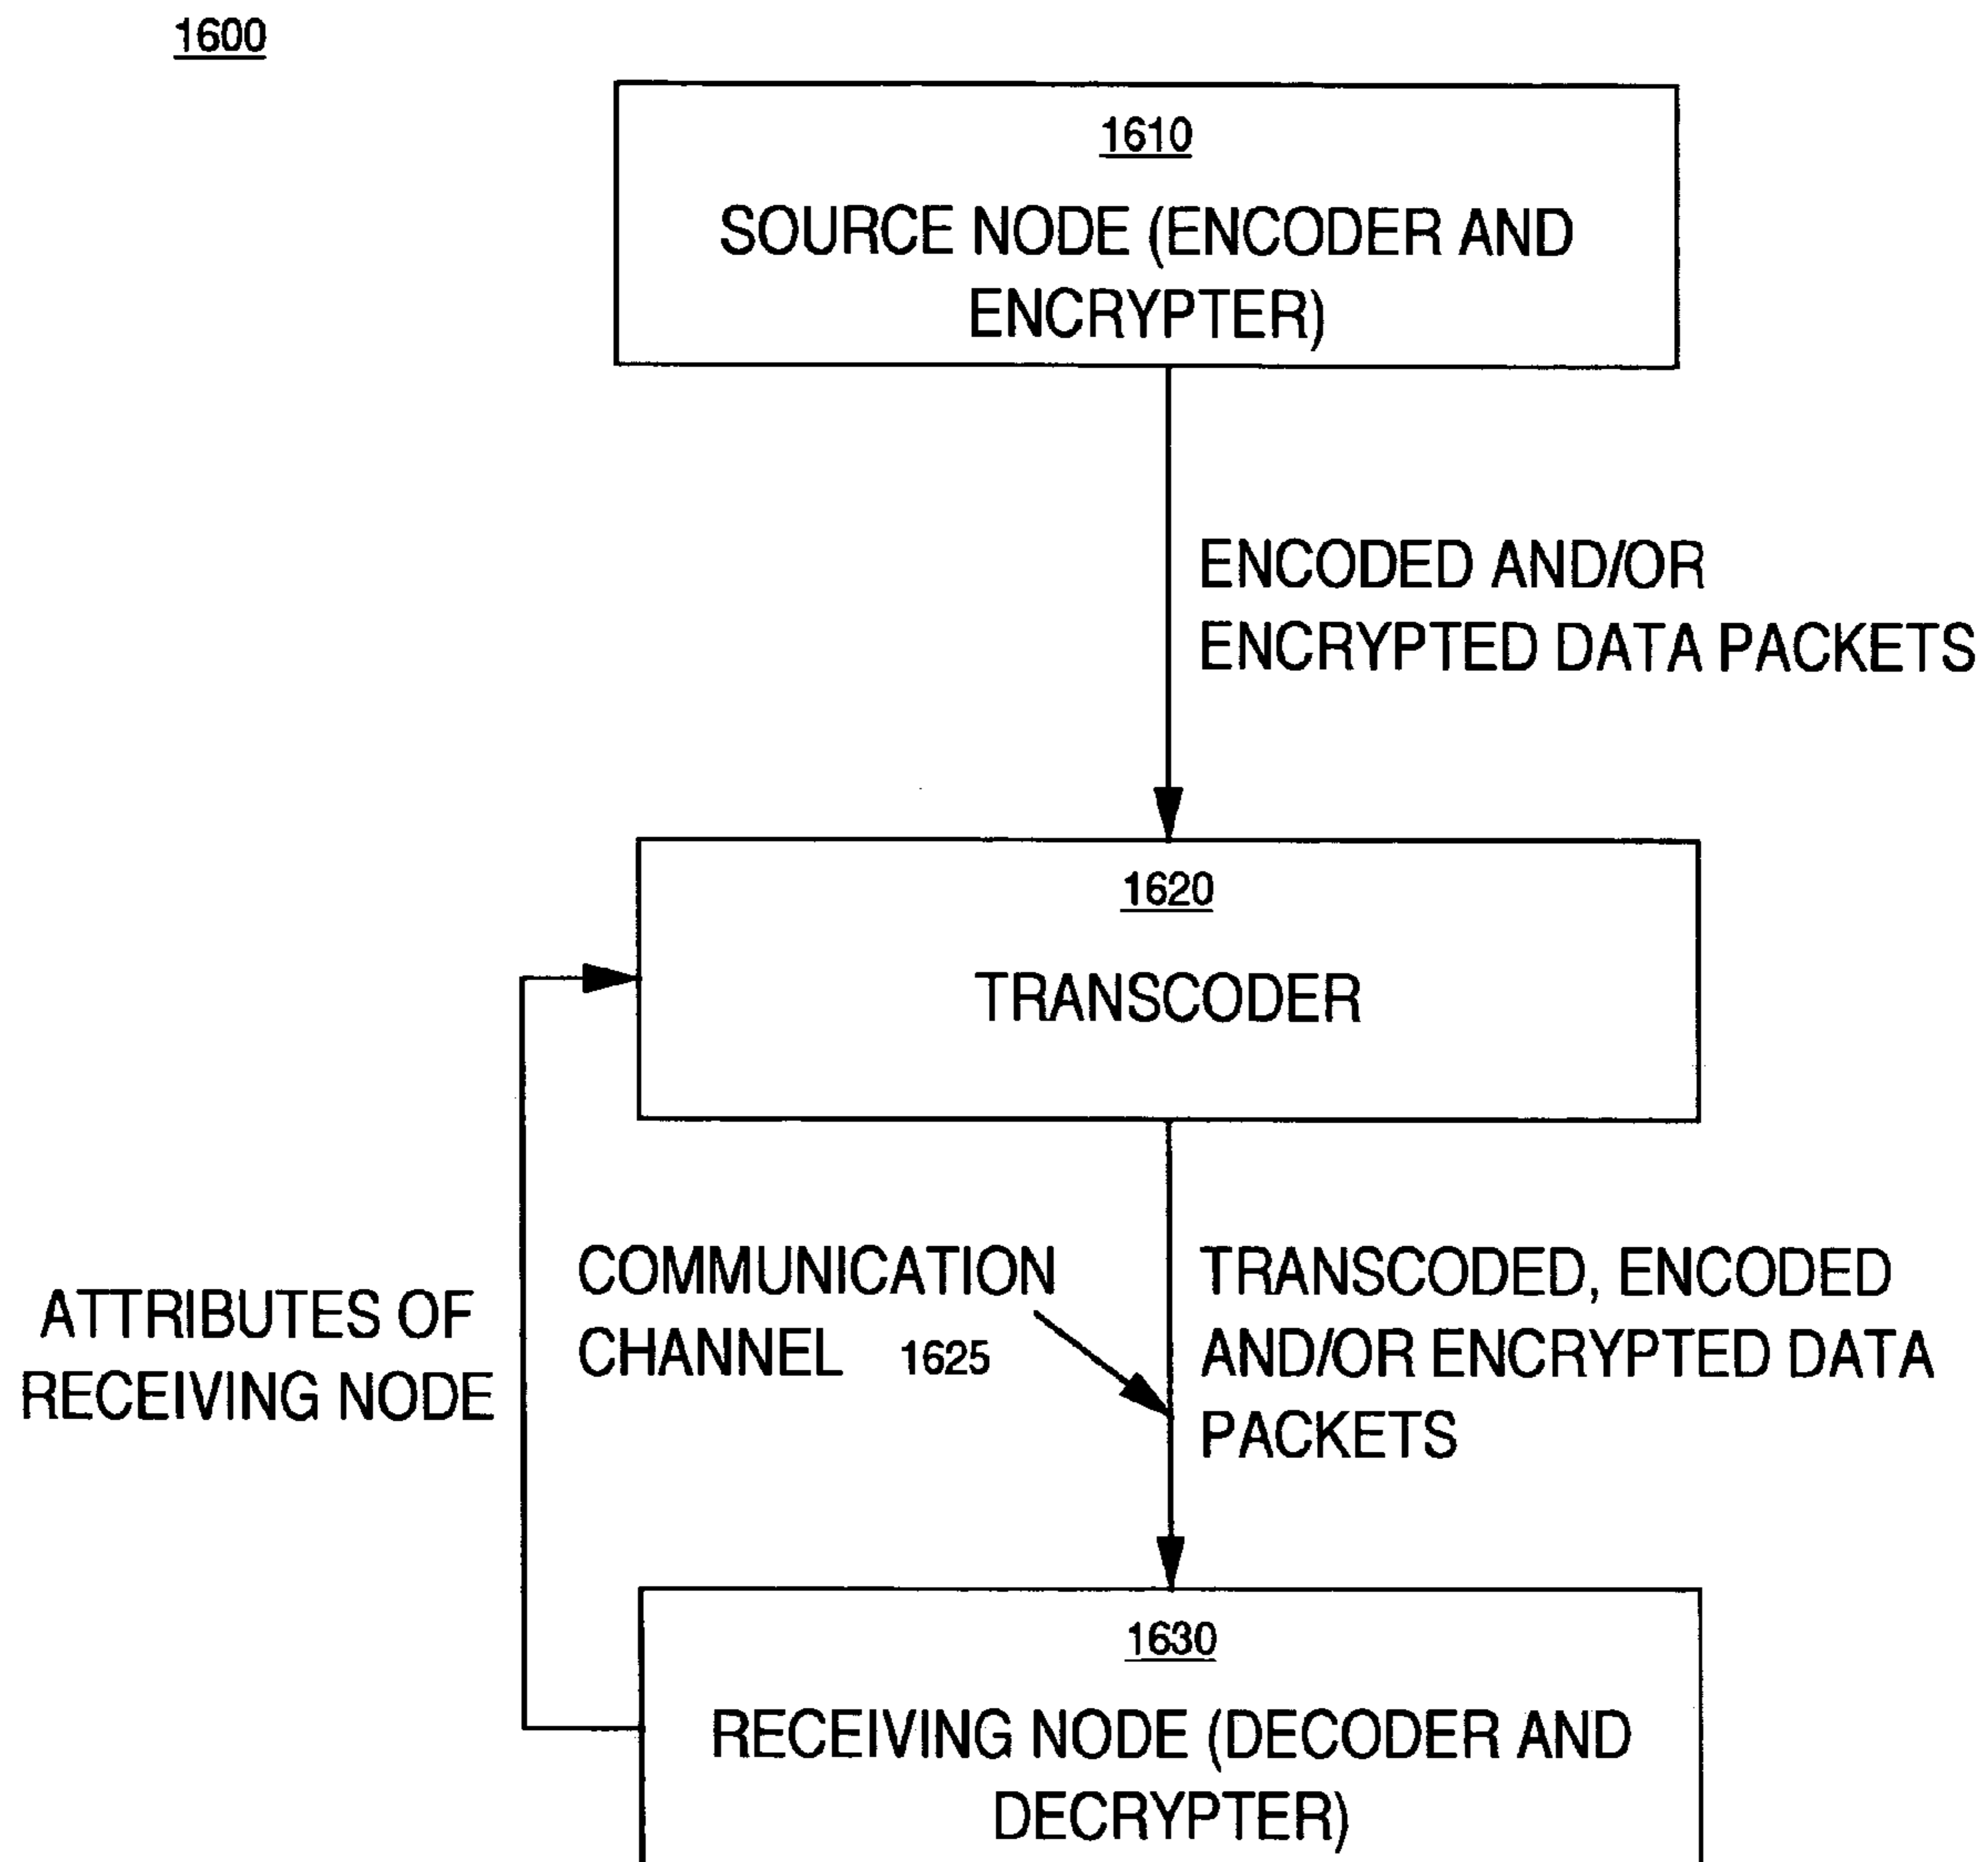 1600
1610
SOURCE NODE (ENCODER AND
ENCRYPTER)
ENCODED AND/OR
ENCRYPTED DATA PACKETS
1620
TRANSCODER
COMMUNICATION
CHANNEL 1625
TRANSCODED, ENCODED
AND/OR ENCRYPTED DATA
PACKETS
ATTRIBUTES OF
RECEIVING NODE
1630
RECEIVING NODE (DECODER AND
DECRYPTER)